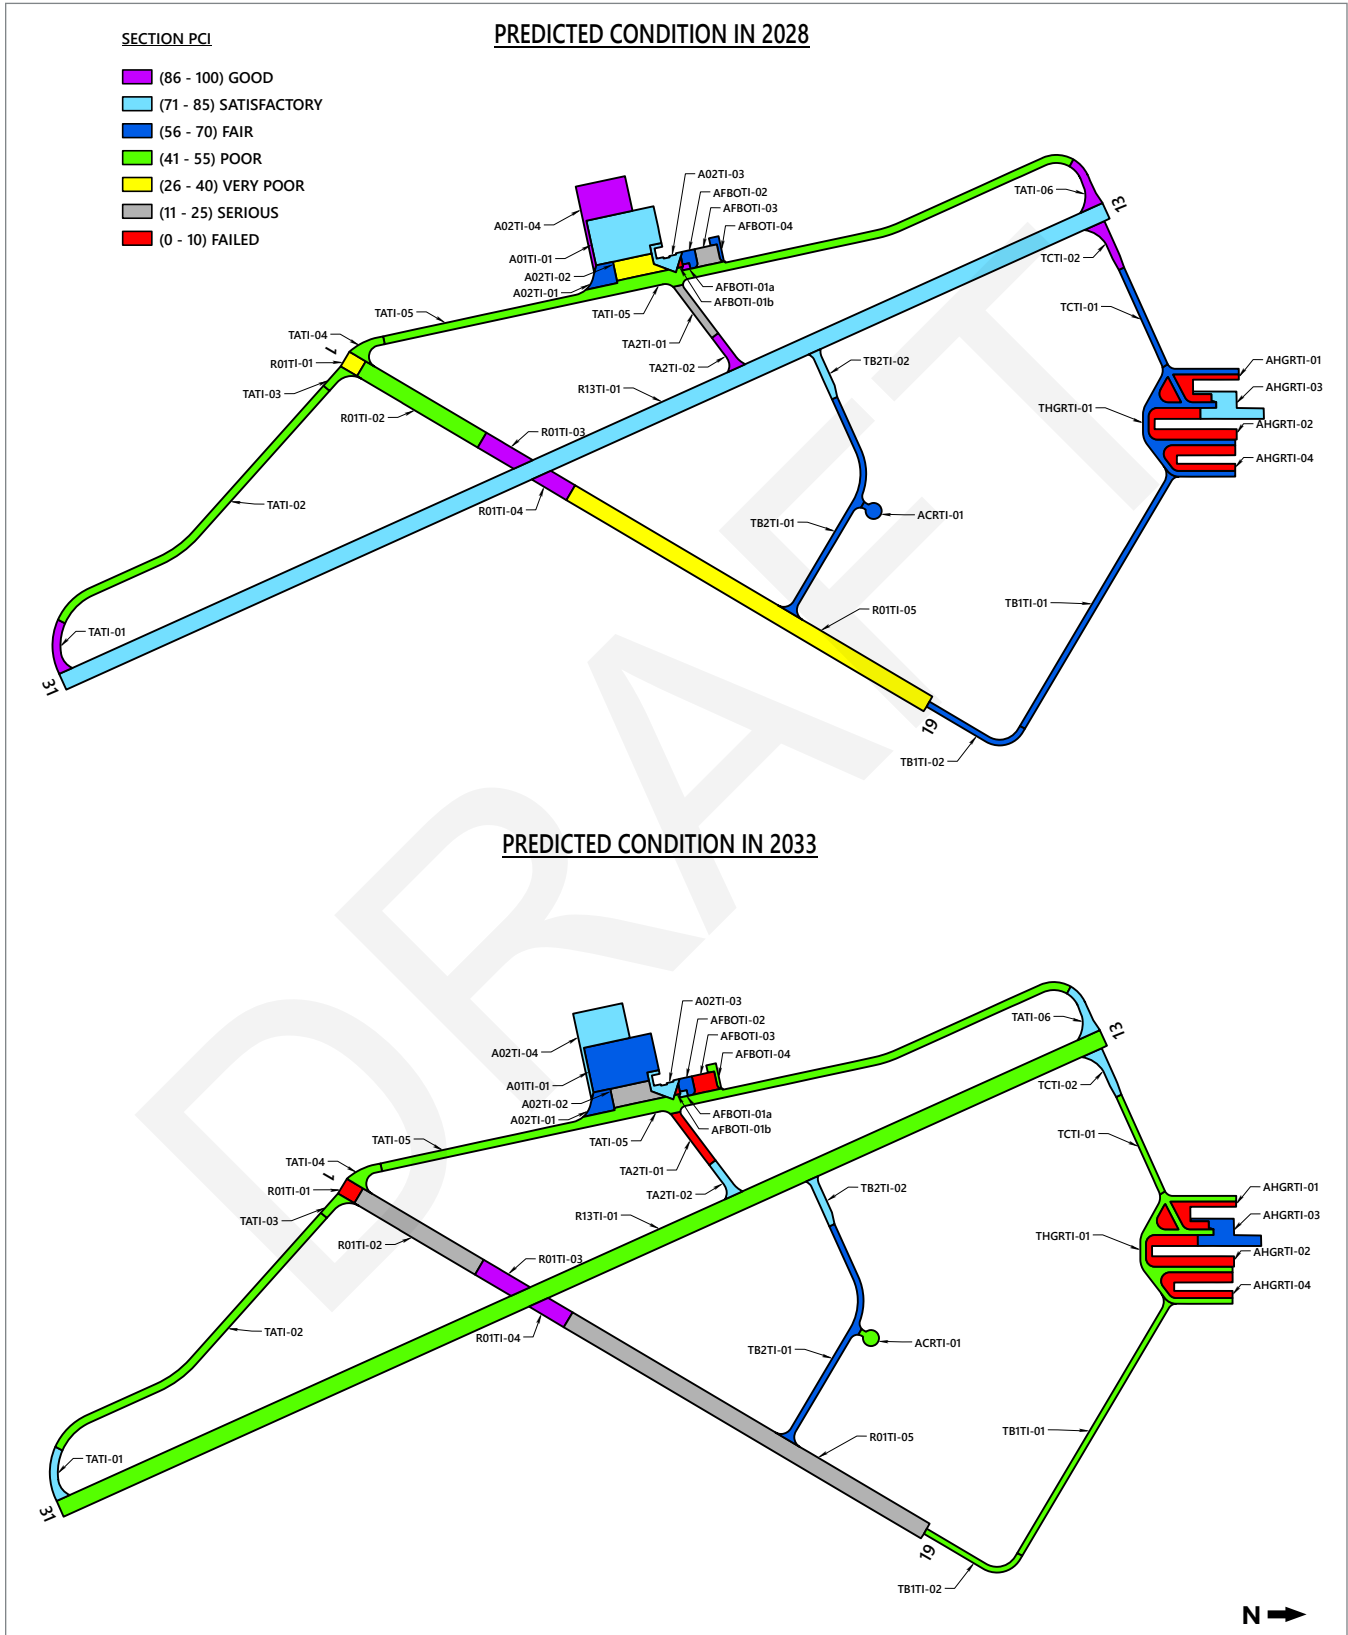 PREDICTED CONDITION IN 2028
SECTION PCI
(86 - 100) GOOD
(71 - 85) SATISFACTORY
(56 - 70) FAIR
(41 - 55) POOR
(26 - 40) VERY POOR
(11 - 25) SERIOUS
(0 - 10) FAILED
A02TI-03
AFBOTI-02
AFBOTI-03
AFBOTI-04
TATI-06
13
A02TI-04
A01TI-01
A02TI-02
A02TI-01
AFBOTI-01a
AFBOTI-01b
TCTI-02
TATI-05
TATI-05
TCTI-01
TATI-04
1
TA2TI-01
R01TI-01
TA2TI-02
TB2TI-02
AHGRTI-01
TATI-03
R13TI-01
AHGRTI-03
R01TI-02
THGRTI-01
AHGRTI-02
R01TI-03
AHGRTI-04
TATI-02
R01TI-04
ACRTI-01
TB2TI-01
TB1TI-01
R01TI-05
TATI-01
31
19
TB1TI-02
DRAFT
PREDICTED CONDITION IN 2033
A02TI-03
AFBOTI-02
AFBOTI-03
AFBOTI-04
TATI-06
13
A02TI-04
A01TI-01
A02TI-02
A02TI-01
AFBOTI-01a
AFBOTI-01b
TCTI-02
TATI-05
TATI-05
TCTI-01
TATI-04
1
TA2TI-01
R01TI-01
TA2TI-02
TB2TI-02
AHGRTI-01
TATI-03
R13TI-01
AHGRTI-03
R01TI-02
THGRTI-01
AHGRTI-02
R01TI-03
AHGRTI-04
TATI-02
R01TI-04
ACRTI-01
TB2TI-01
TB1TI-01
R01TI-05
TATI-01
31
19
TB1TI-02
N